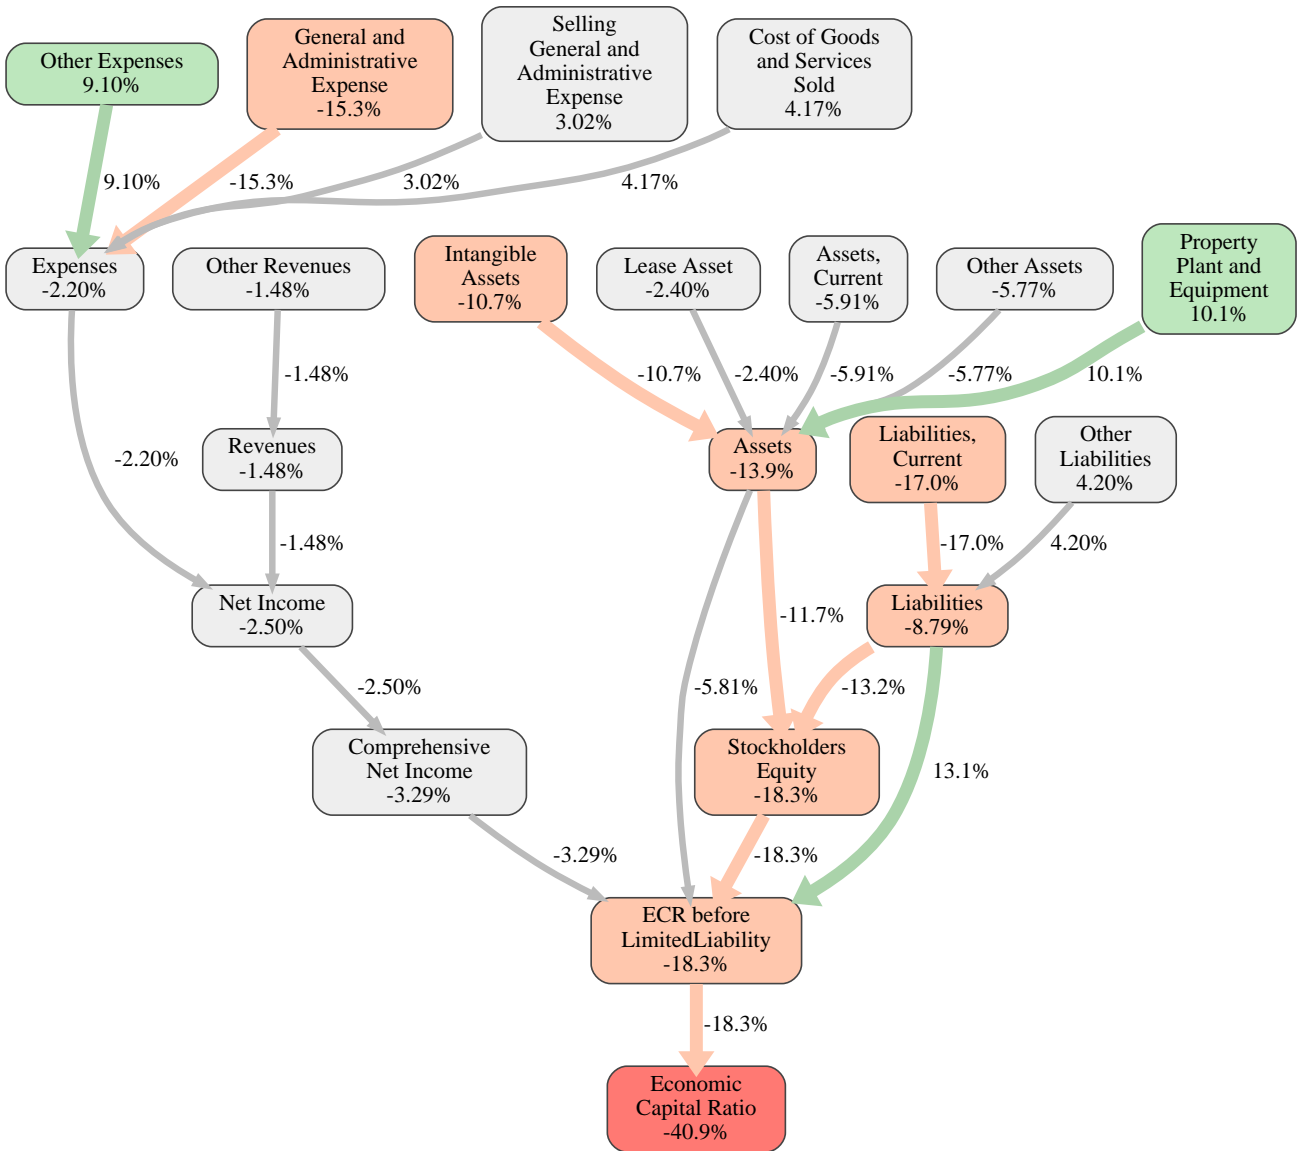 Other Expenses
9.10%
General and
Administrative
Expense
-15.3%
Selling
General and
Administrative
Expense
3.02%
Cost of Goods
and Services
Sold
4.17%
9.10%
-15.3%
3.02%
4.17%
Expenses
-2.20%
Other Revenues
-1.48%
Intangible
Assets
-10.7%
Lease Asset
-2.40%
Assets,
Current
-5.91%
Other Assets
-5.77%
Property
Plant and
Equipment
10.1%
-1.48%
-10.7%
-2.40%
-5.91%
-5.77%
10.1%
-2.20%
Revenues
-1.48%
Assets
-13.9%
Liabilities,
Current
-17.0%
Other
Liabilities
4.20%
-1.48%
-17.0%
4.20%
Net Income
-2.50%
-11.7%
Liabilities
-8.79%
-2.50%
-5.81%
-13.2%
Comprehensive
Net Income
-3.29%
Stockholders
Equity
-18.3%
13.1%
-3.29%
-18.3%
ECR before
LimitedLiability
-18.3%
-18.3%
Economic
Capital Ratio
-40.9%